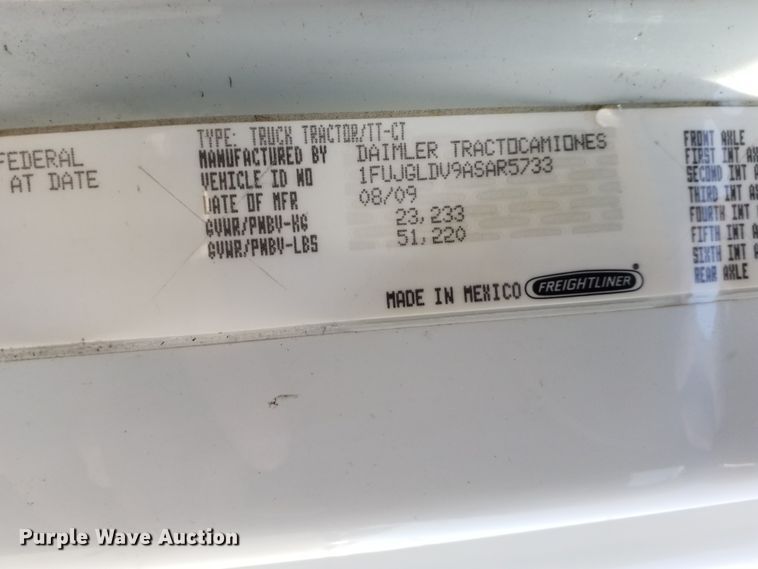 FEDERAL
AT DATE
TYPE: TRUCK TRACTOR/TT-CT
MANUFACTURED BY DAIMLER TRACTOCAMIONES
VEHICLE ID NO 1FUJGLDV9ASAR5733
DATE OF MFR 08/09
GVWR/PNBV-KG 23,233
GVWR/PNBV-LBS 51,220
MADE IN MEXICO FREIGHTLINER®
FRONT AXLE
FIRST INT A
SECOND INT A
THIRD INT A
FOURTH INT A
FIFTH INT A
SIXTH INT A
REAR AXLE
Purple Wave Auction